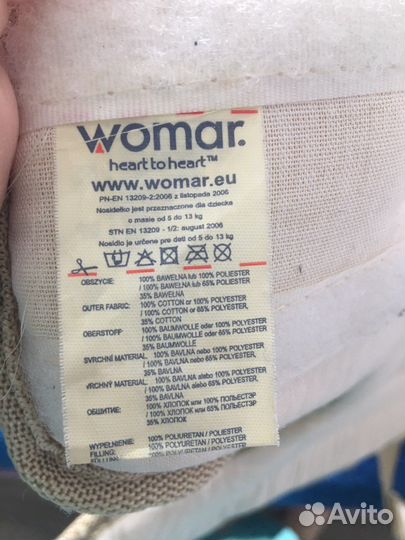 womar.
heart to heart™
www.womar.eu
PN-EN 13209-2:2006 z listopada 2006
Nosidełko jest przeznaczone dla dziecka
o masie od 5 do 13 kg
STN EN 13209 - 1/2: august 2006
Nosidlo je určene pre deti od 5 do 13 kg
OBSZYCIE: 100% BAWEŁNA lub 100% POLIESTER
/ 100% BAWEŁNA lub 65% POLIESTER
35% BAWEŁNA
OUTER FABRIC: 100% COTTON or 100% POLYESTER
/ 100% COTTON or 65% POLYESTER
35% COTTON
OBERSTOFF: 100% BAUMWOLLE oder 100% POLYESTER
/ 100% BAUMWOLLE oder 65% POLYESTER
35% BAUMWOLLE
SVRCHNÍ MATERIAL: 100% BAVLNA nebo 100% POLYESTER
/ 100% BAVLNA nebo 65% POLYESTER
35% BAVLNA
VRCHNÝ MATERIAL: 100% BAVLNA alebo 100% POLYESTER
/ 100% BAVLNA alebo 65% POLYESTER
35% BAVLNA
ОБШИТИЕ: 100% ХЛОПОК или 100% ПОЛЬЕСТЭР
/ 100% ХЛОПОК или 65% ПОЛЬЕСТЭР
35% ХЛОПОК
WYPEŁNIENIE: 100% POLIURETAN / POLIESTER
FILLING: 100% POLYURETAN / POLYESTER
Avito